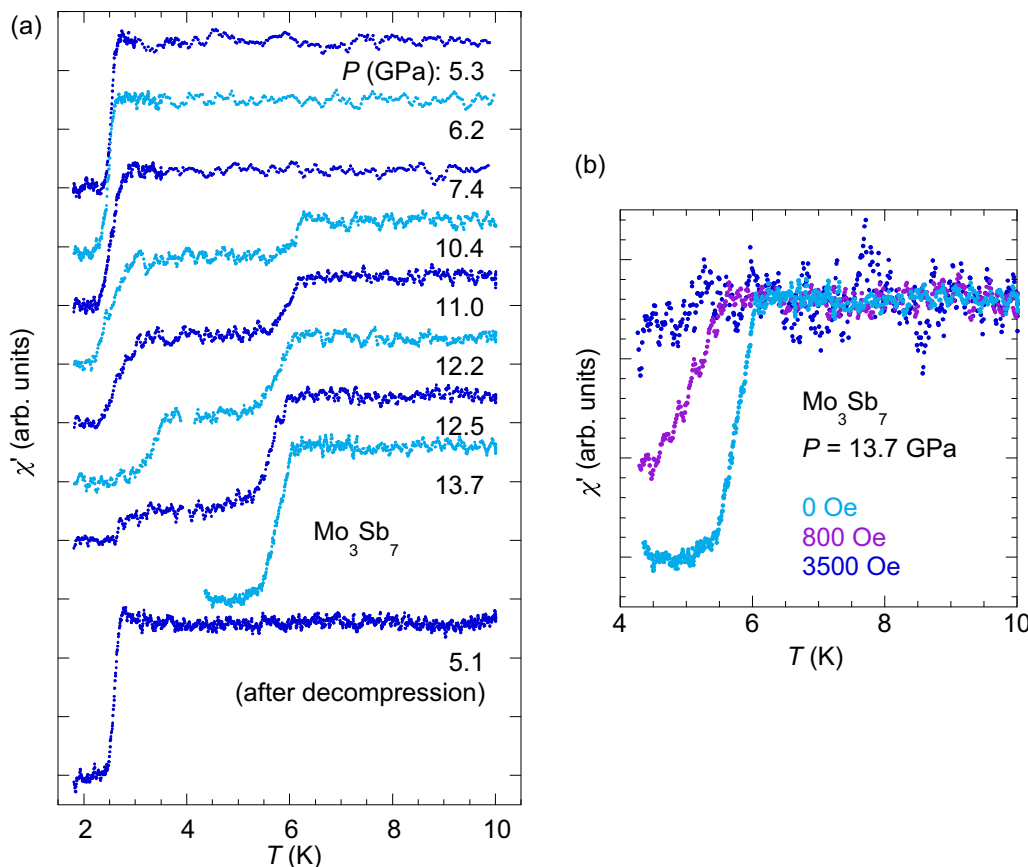 (a)
P (GPa): 5.3
6.2
7.4
10.4
11.0
12.2
12.5
13.7
Mo3Sb7
5.1
(after decompression)
χ' (arb. units)
2 4 6 8 10
T (K)
(b)
Mo3Sb7
P = 13.7 GPa
0 Oe
800 Oe
3500 Oe
χ' (arb. units)
4 6 8 10
T (K)